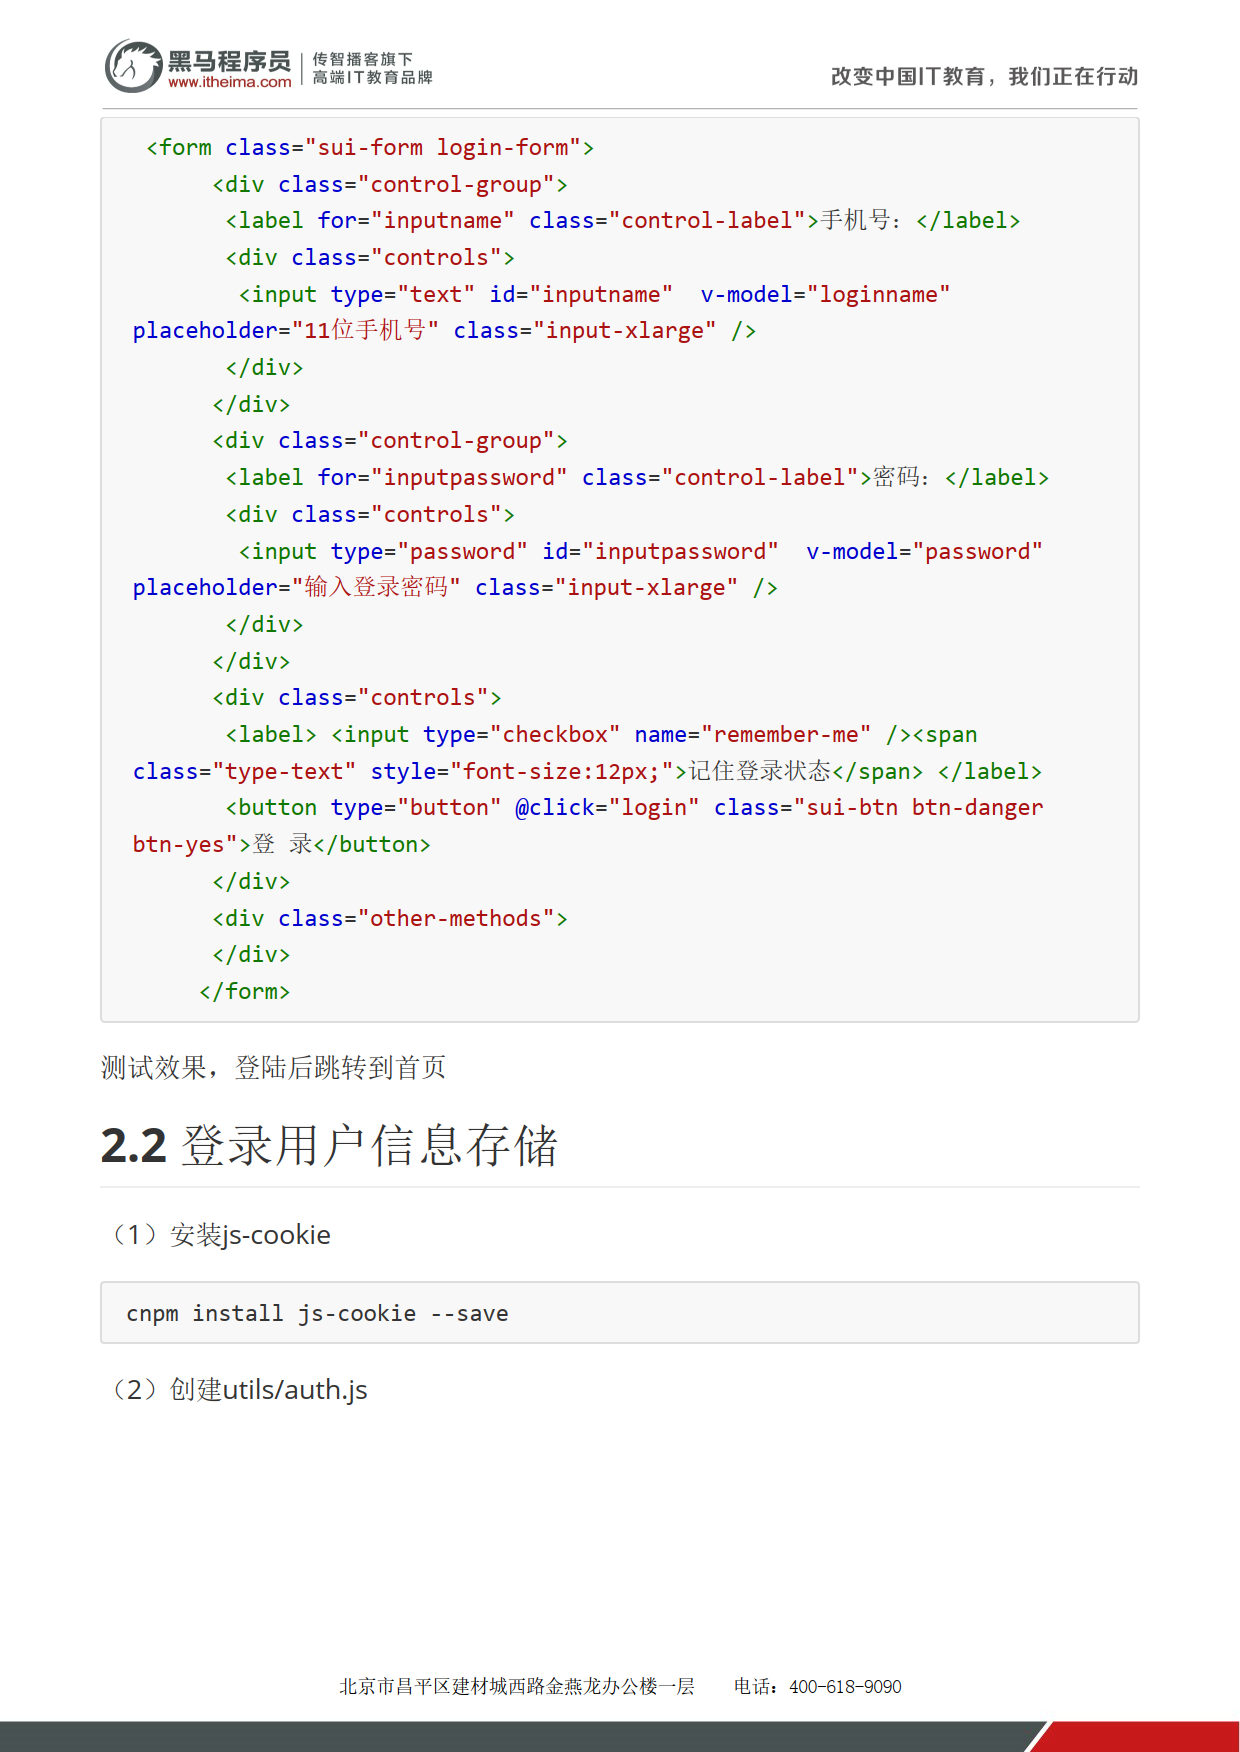 黑马程序员
www.itheima.com
传智播客旗下
高端IT教育品牌
改变中国IT教育，我们正在行动
<form class="sui-form login-form">
<div class="control-group">
<label for="inputname" class="control-label">手机号：</label>
<div class="controls">
<input type="text" id="inputname"  v-model="loginname"
placeholder="11位手机号" class="input-xlarge" />
</div>
</div>
<div class="control-group">
<label for="inputpassword" class="control-label">密码：</label>
<div class="controls">
<input type="password" id="inputpassword"  v-model="password"
placeholder="输入登录密码" class="input-xlarge" />
</div>
</div>
<div class="controls">
<label> <input type="checkbox" name="remember-me" /><span
class="type-text" style="font-size:12px;">记住登录状态</span> </label>
<button type="button" @click="login" class="sui-btn btn-danger
btn-yes">登 录</button>
</div>
<div class="other-methods">
</div>
</form>
测试效果，登陆后跳转到首页
2.2 登录用户信息存储
（1）安装js-cookie
cnpm install js-cookie --save
（2）创建utils/auth.js
北京市昌平区建材城西路金燕龙办公楼一层 电话：400-618-9090